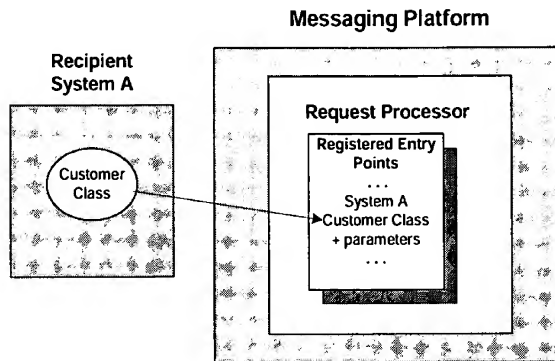 Messaging Platform
Recipient
System A
Customer
Class
Request Processor
Registered Entry
Points
. . .
System A
Customer Class
+ parameters
. . .